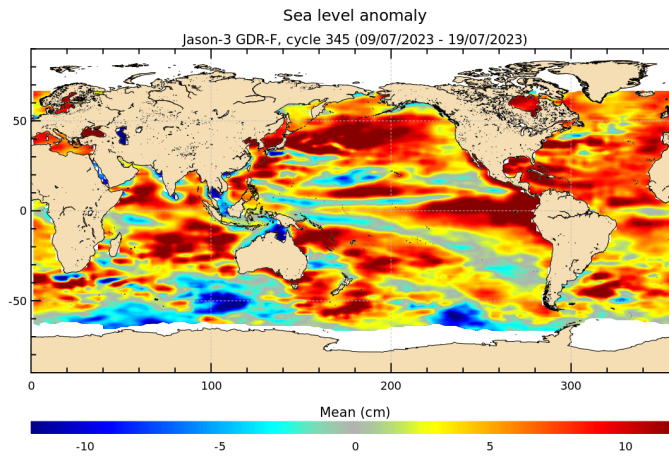 Sea level anomaly
Jason-3 GDR-F, cycle 345 (09/07/2023 - 19/07/2023)
50
0
-50
0 100 200 300
Mean (cm)
-10 -5 0 5 10